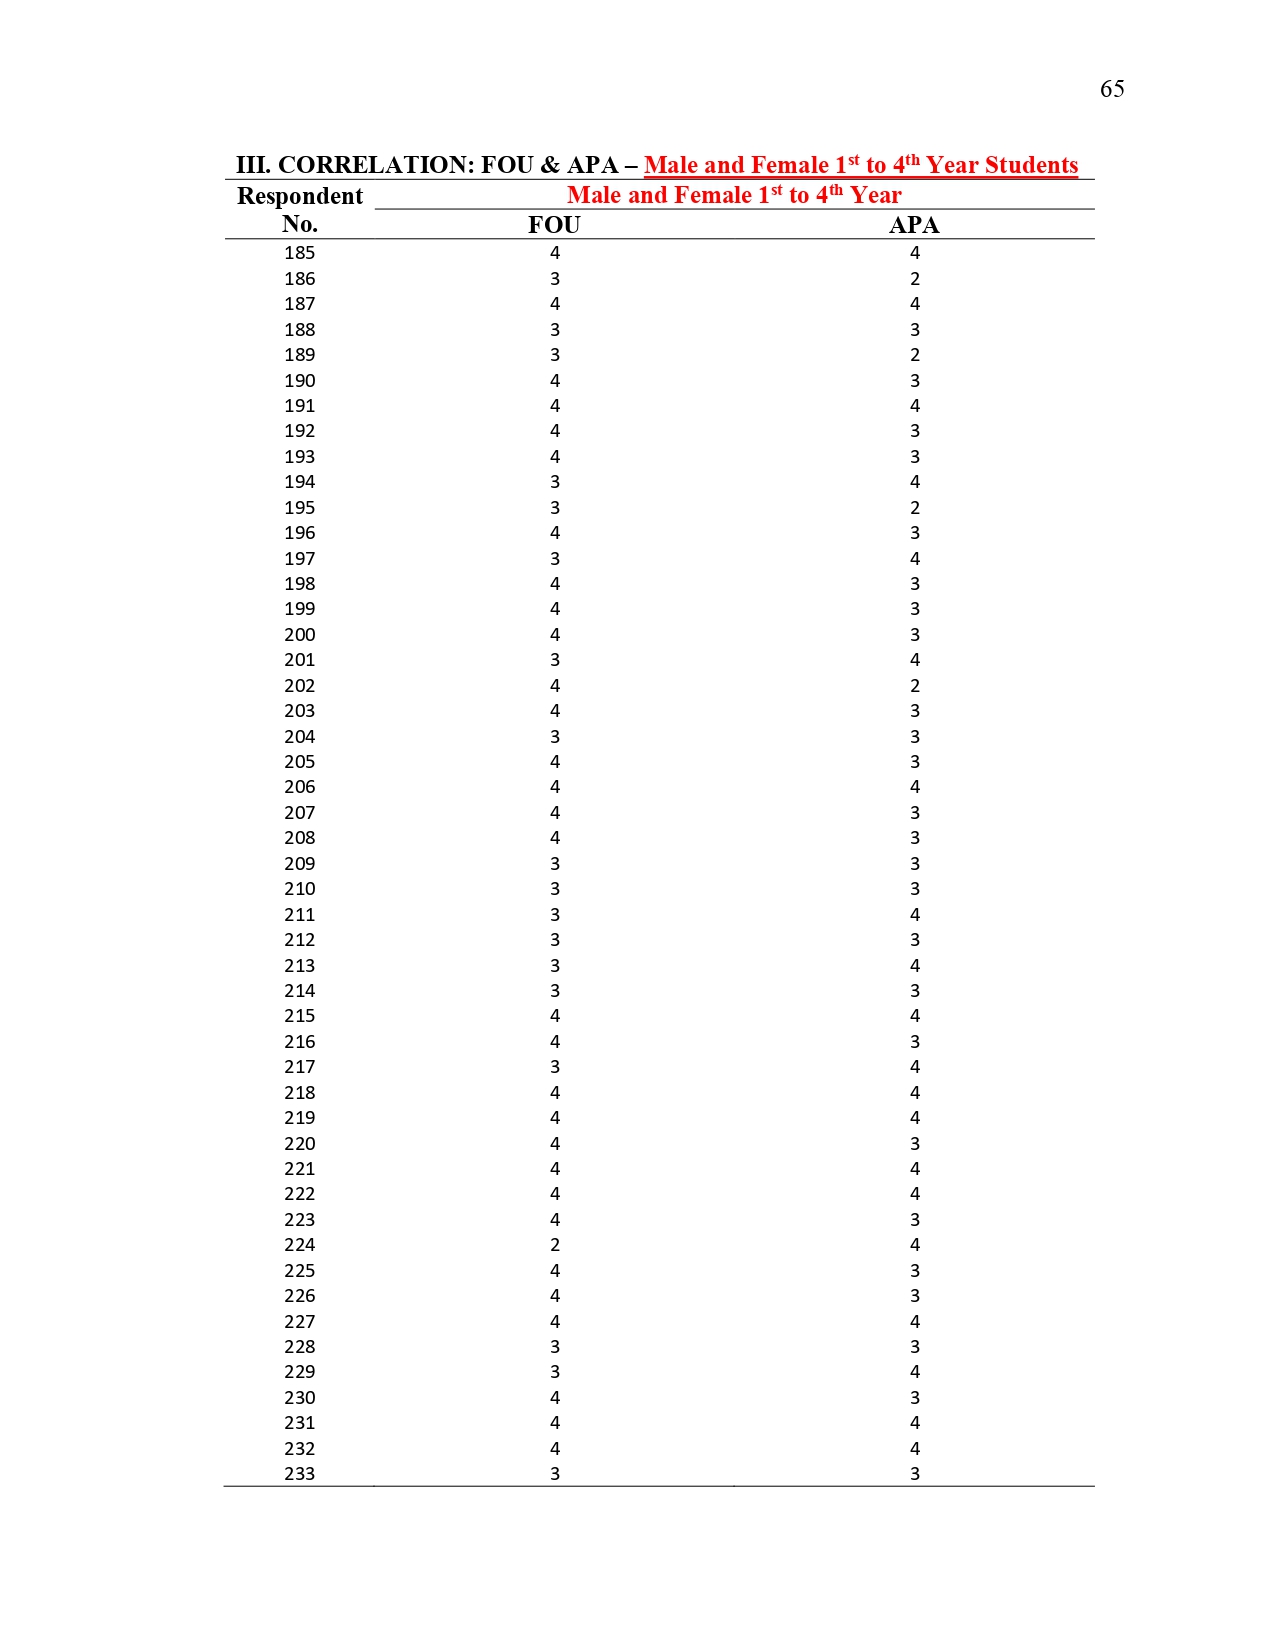 65
III. CORRELATION: FOU & APA – Male and Female 1st to 4th Year Students
Respondent No. Male and Female 1st to 4th Year
FOU APA
185 4 4
186 3 2
187 4 4
188 3 3
189 3 2
190 4 3
191 4 4
192 4 3
193 4 3
194 3 4
195 3 2
196 4 3
197 3 4
198 4 3
199 4 3
200 4 3
201 3 4
202 4 2
203 4 3
204 3 3
205 4 3
206 4 4
207 4 3
208 4 3
209 3 3
210 3 3
211 3 4
212 3 3
213 3 4
214 3 3
215 4 4
216 4 3
217 3 4
218 4 4
219 4 4
220 4 3
221 4 4
222 4 4
223 4 3
224 2 4
225 4 3
226 4 3
227 4 4
228 3 3
229 3 4
230 4 3
231 4 4
232 4 4
233 3 3